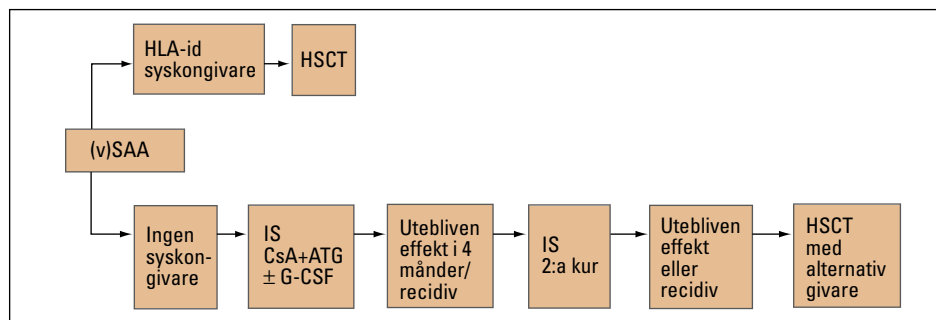 HLA-id
syskongivare
HSCT
(v)SAA
Ingen
syskon-
givare
IS
CsA+ATG
± G-CSF
Utebliven
effekt i 4
månder/
recidiv
IS
2:a kur
Utebliven
effekt
eller
recidiv
HSCT
med
alternativ
givare